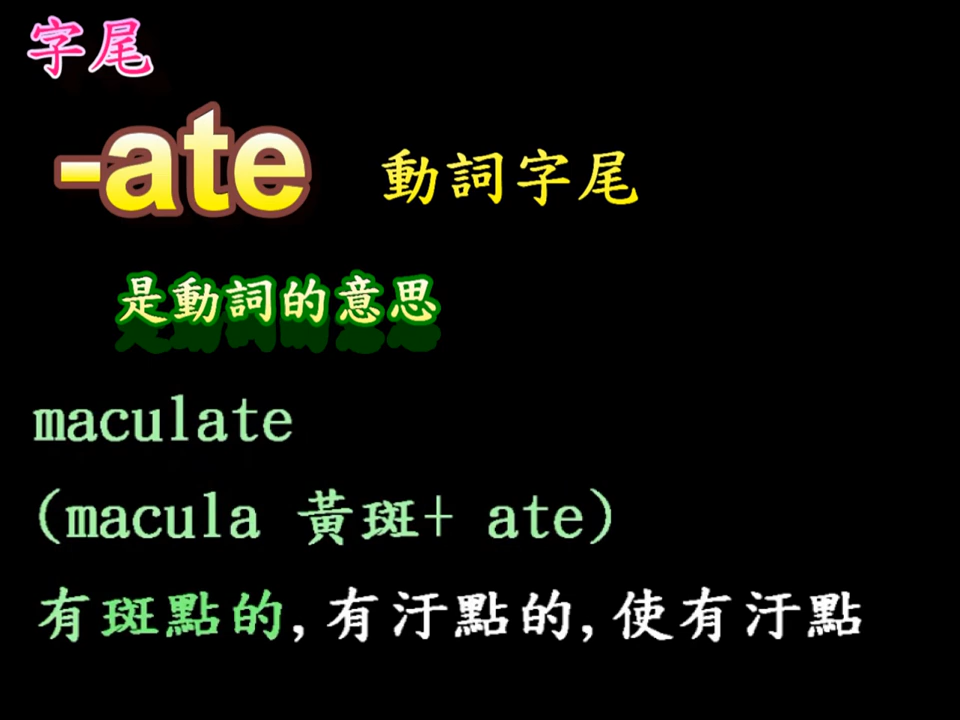 字尾
-ate 動詞字尾
是動詞的意思
maculate
(macula 黃斑+ ate)
有斑點的,有汙點的,使有汙點